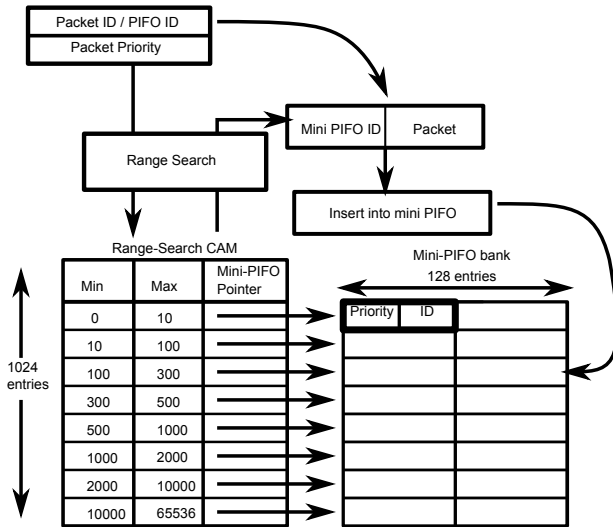 Packet ID / PIFO ID
Packet Priority
Mini PIFO ID
Packet
Range Search
Insert into mini PIFO
Range-Search CAM
Mini-PIFO bank
128 entries
Min
Max
Mini-PIFO
Pointer
Priority
ID
0
10
10
100
1024
entries
100
300
300
500
500
1000
1000
2000
2000
10000
10000
65536